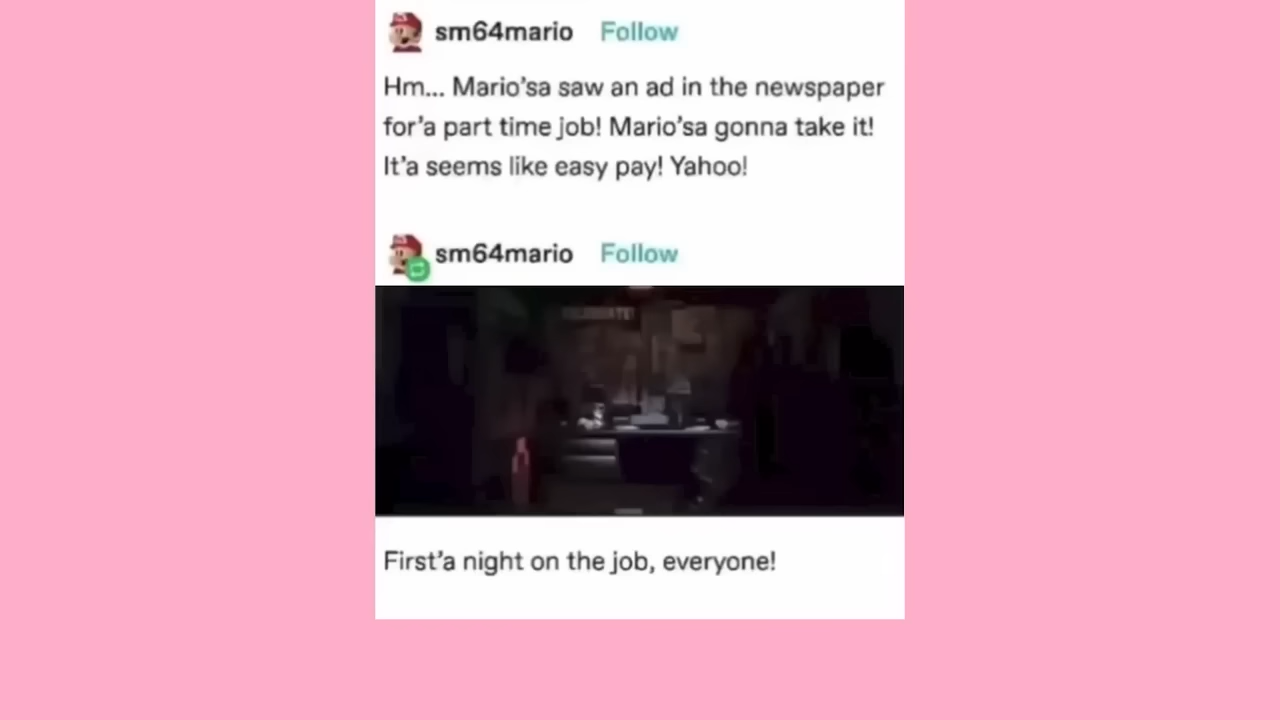 sm64mario Follow
Hm... Mario'sa saw an ad in the newspaper
for'a part time job! Mario'sa gonna take it!
It'a seems like easy pay! Yahoo!
sm64mario Follow
First'a night on the job, everyone!